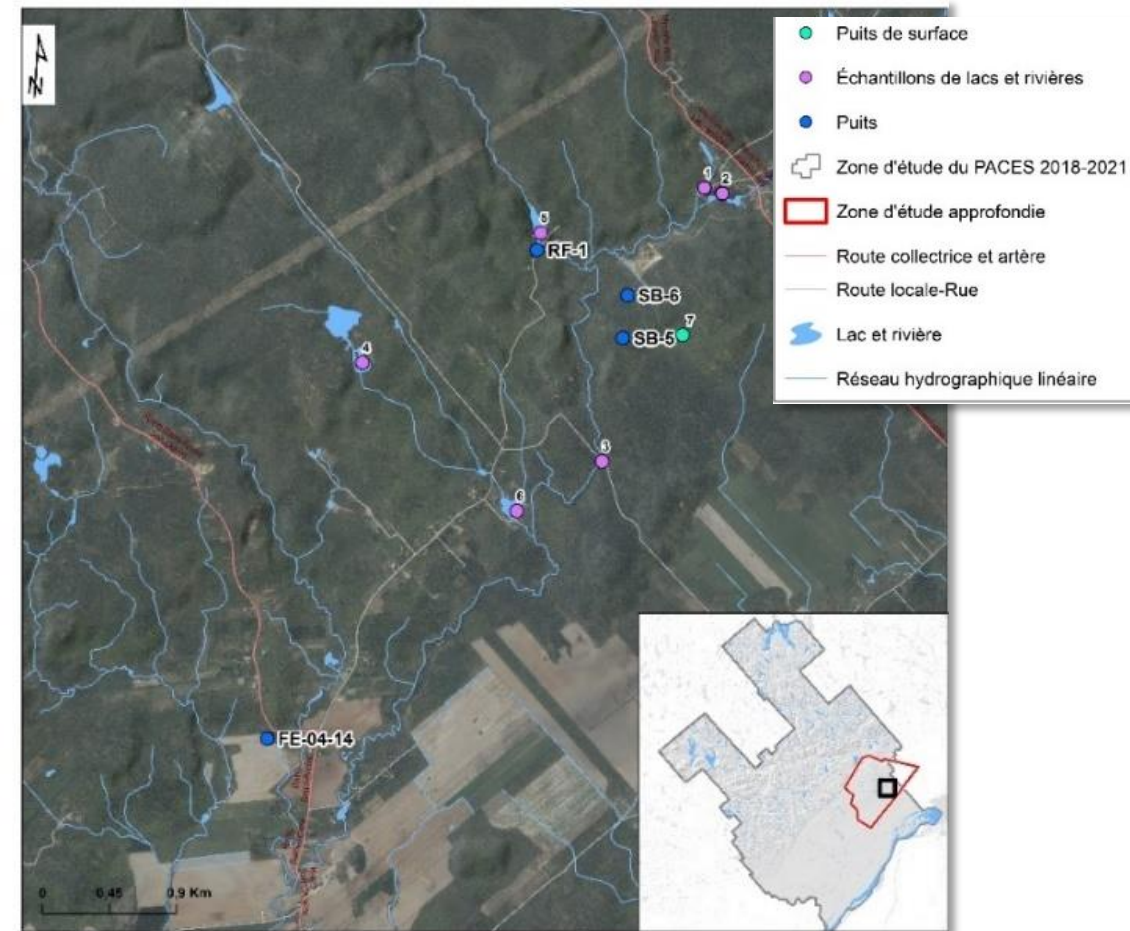 N
Puits de surface
Échantillons de lacs et rivières
Puits
Zone d'étude du PACES 2018-2021
Zone d'étude approfondie
Route collectrice et artère
Route locale-Rue
Lac et rivière
Réseau hydrographique linéaire
1
2
5
RF-1
SB-6
7
SB-5
4
3
6
FE-04-14
0 0,45 0,9 Km